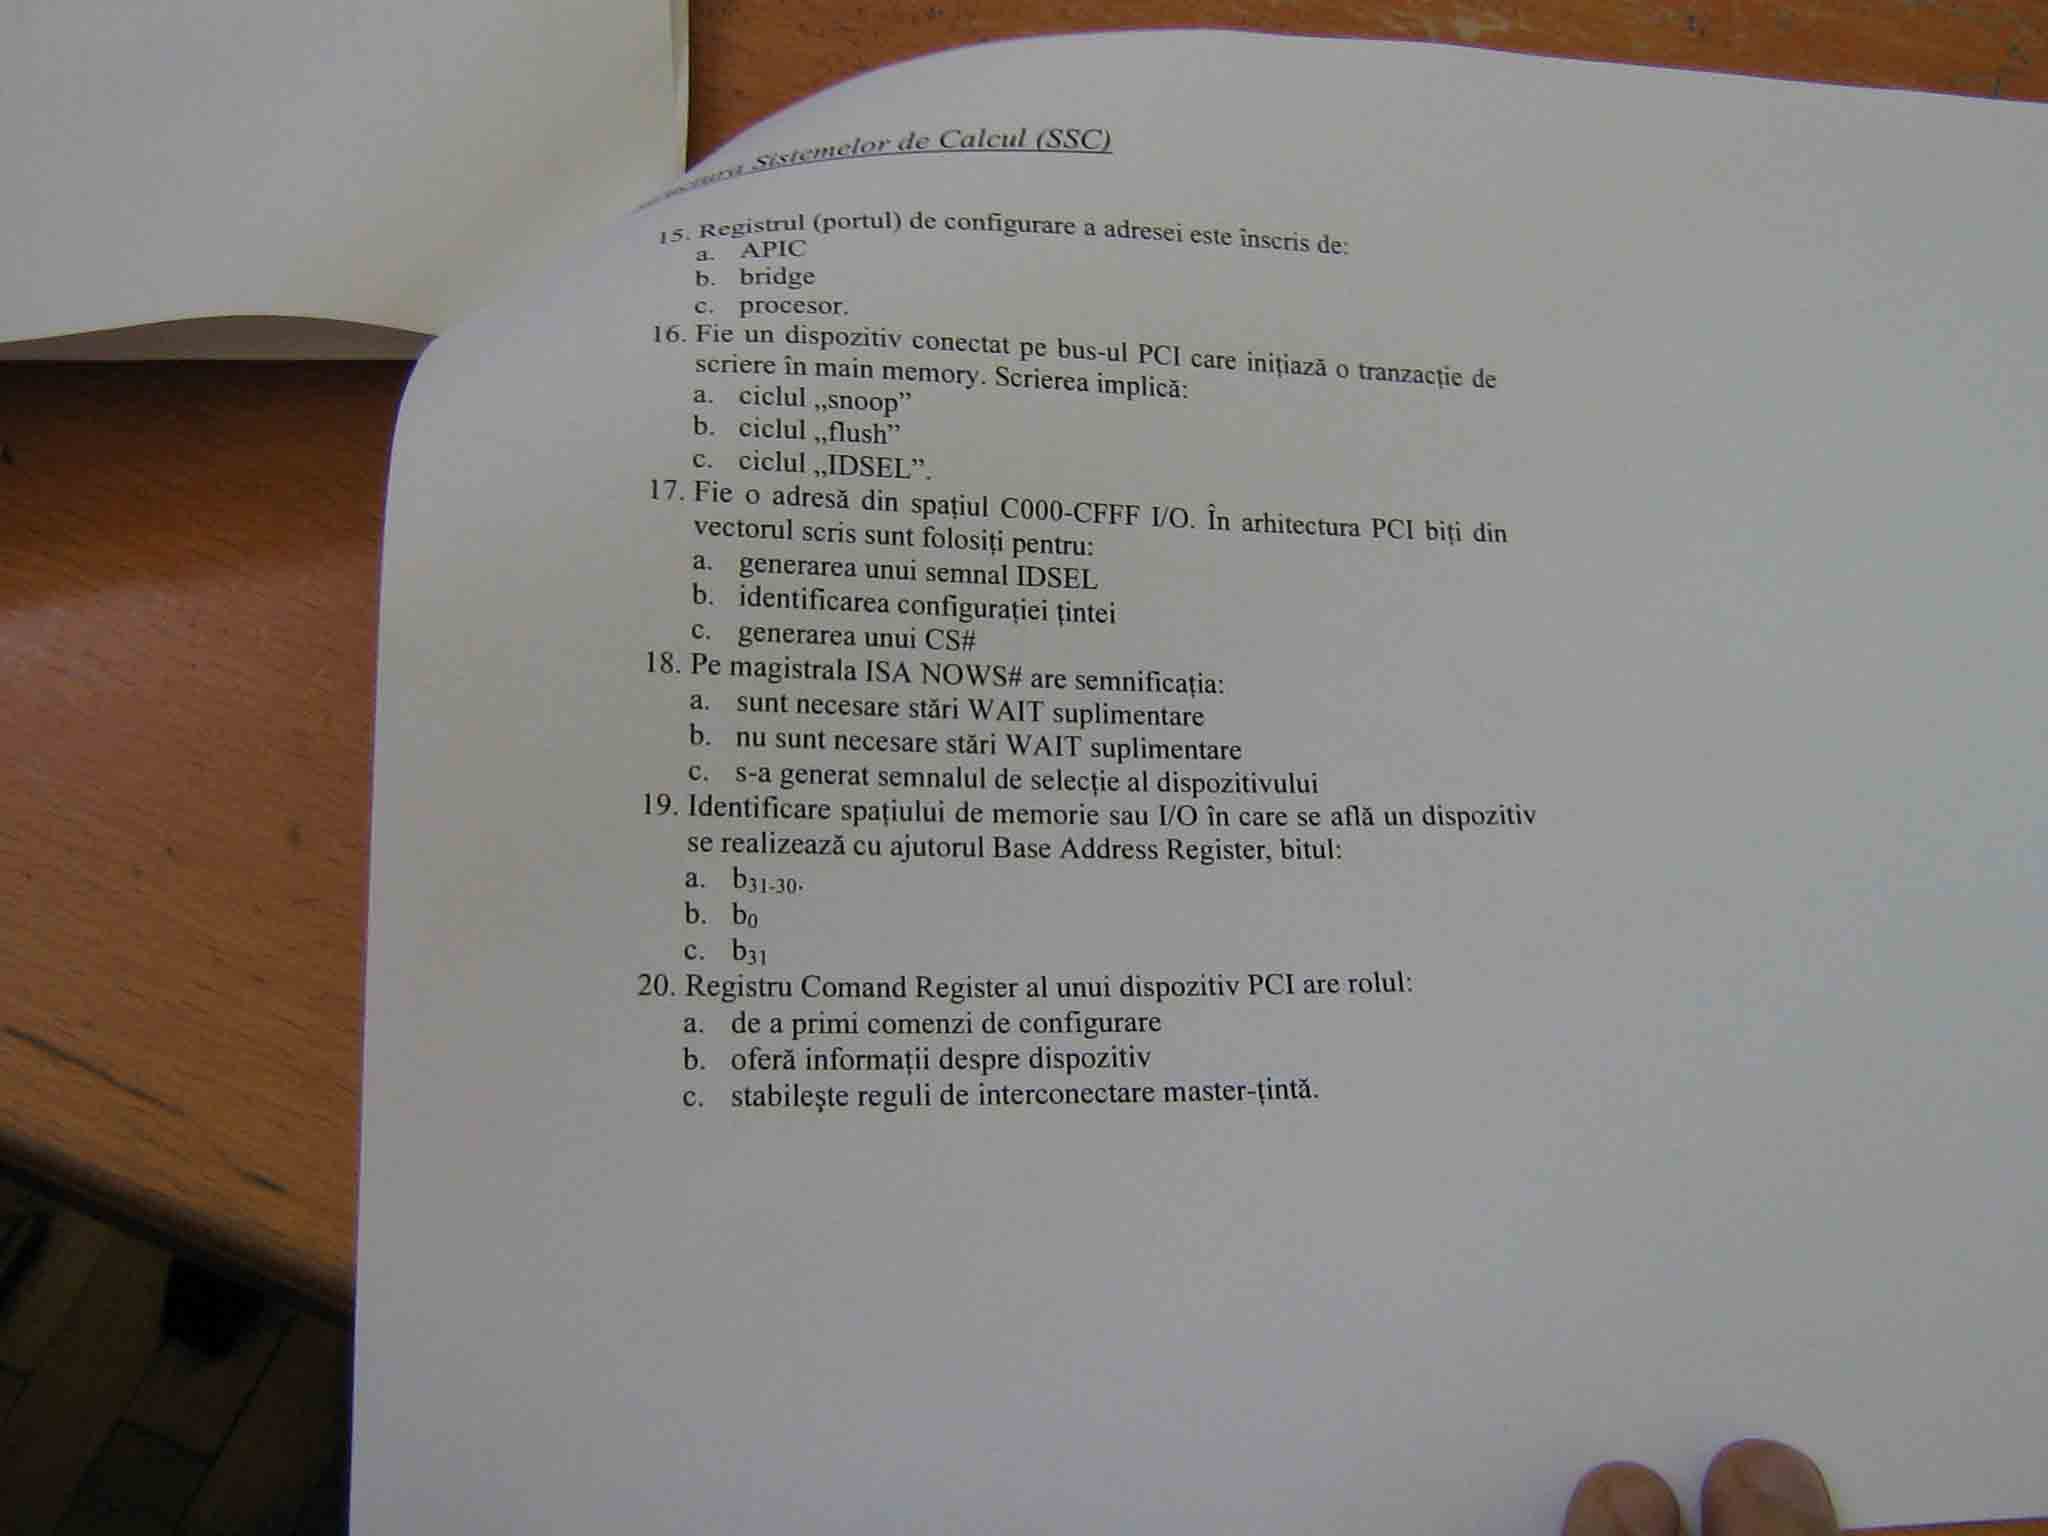 Sistemelor de Calcul (SSC)
15. Registrul (portul) de configurare a adresei este înscris de:
a. APIC
b. bridge
c. procesor.
16. Fie un dispozitiv conectat pe bus-ul PCI care inițiază o tranzacție de
scriere în main memory. Scrierea implică:
a. ciclul „snoop”
b. ciclul „flush”
c. ciclul „IDSEL”.
17. Fie o adresă din spațiul C000-CFFF I/O. În arhitectura PCI biți din
vectorul scris sunt folosiți pentru:
a. generarea unui semnal IDSEL
b. identificarea configurației țintei
c. generarea unui CS#
18. Pe magistrala ISA NOWS# are semnificația:
a. sunt necesare stări WAIT suplimentare
b. nu sunt necesare stări WAIT suplimentare
c. s-a generat semnalul de selecție al dispozitivului
19. Identificare spațiului de memorie sau I/O în care se află un dispozitiv
se realizează cu ajutorul Base Address Register, bitul:
a. b31-30.
b. b0
c. b31
20. Registru Comand Register al unui dispozitiv PCI are rolul:
a. de a primi comenzi de configurare
b. oferă informații despre dispozitiv
c. stabilește reguli de interconectare master-țintă.